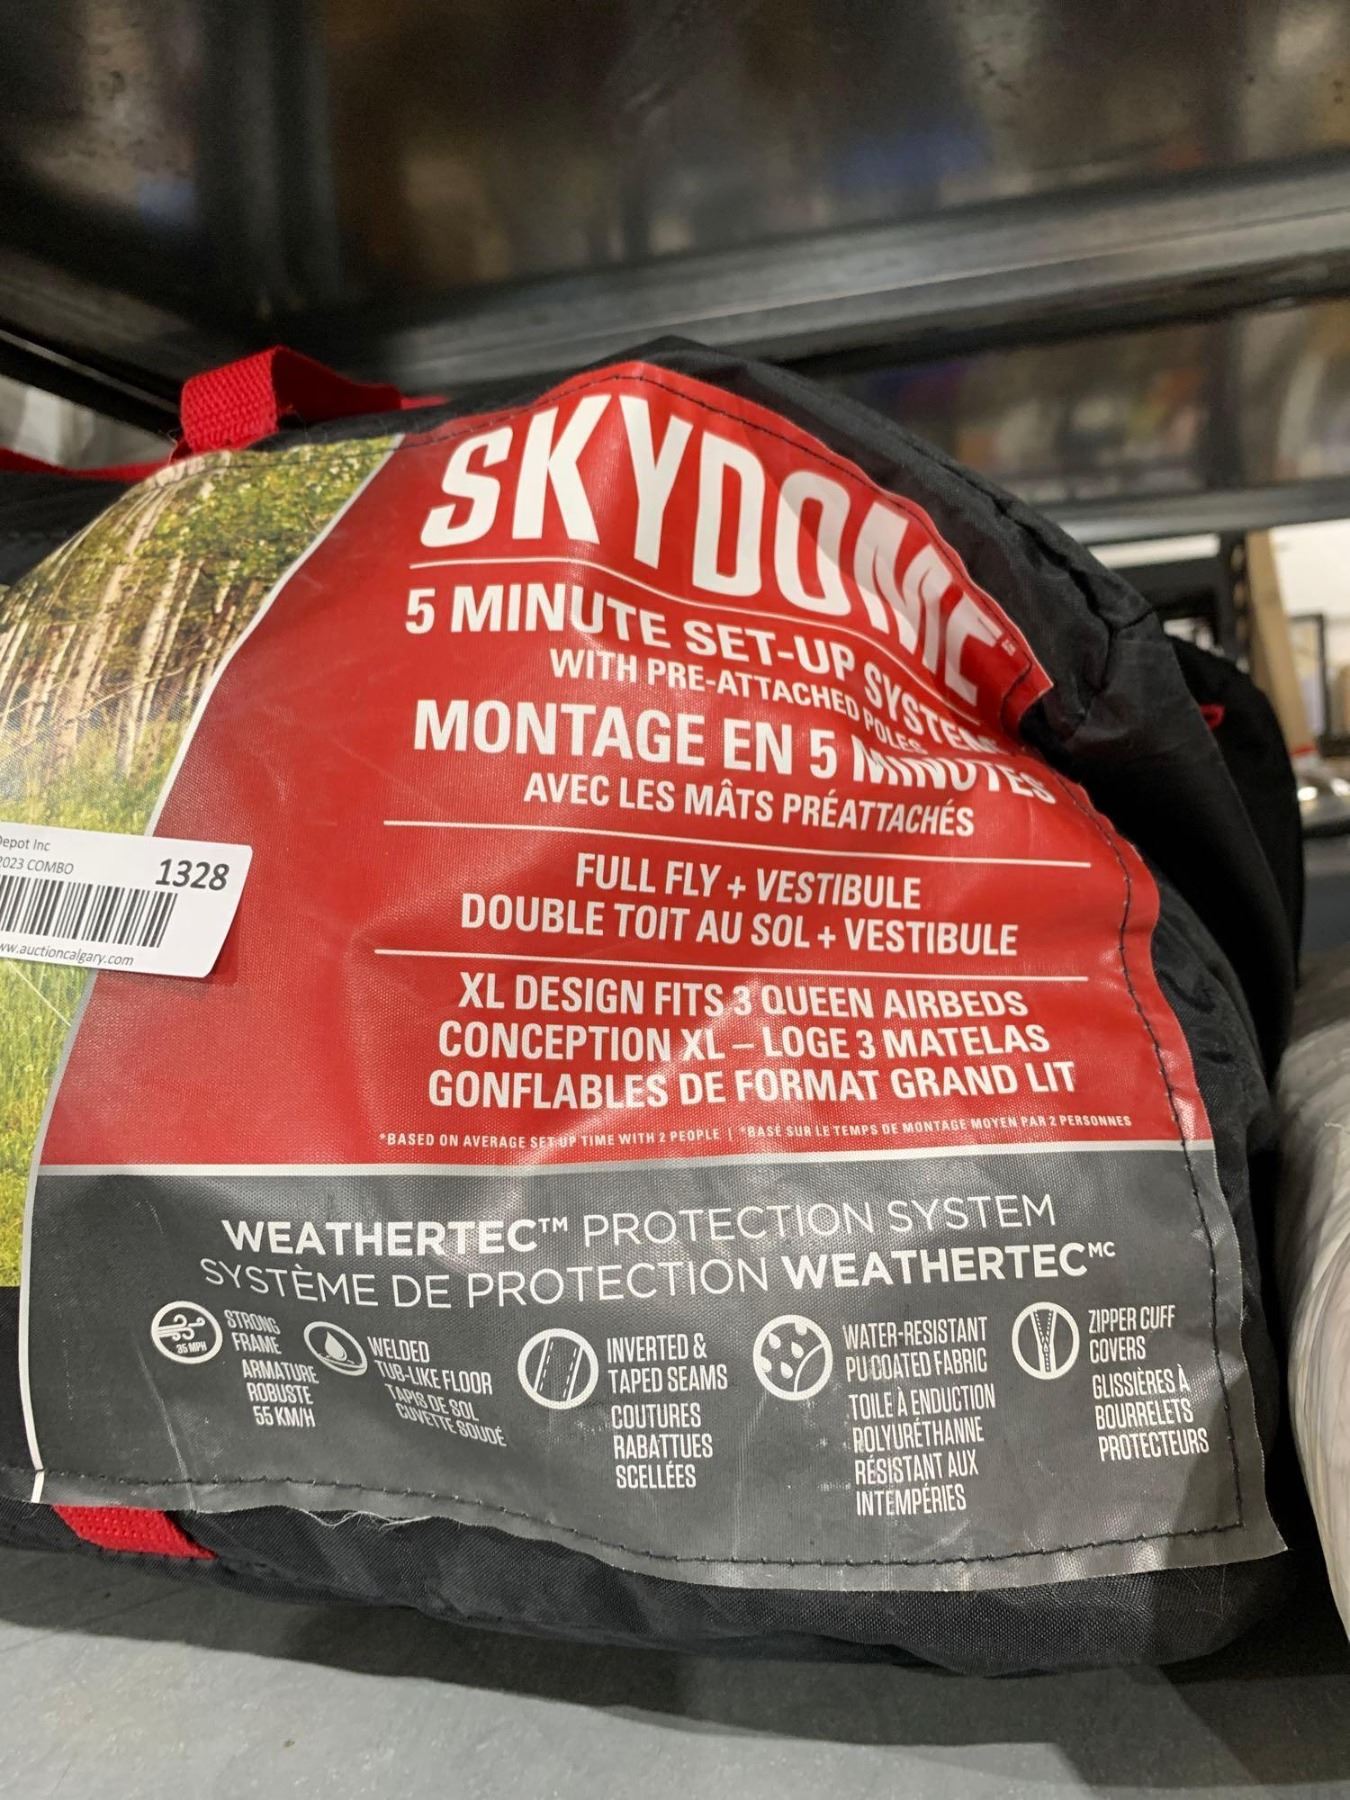 SKYDOME
5 MINUTE SET-UP SYSTEM
WITH PRE-ATTACHED POLES
MONTAGE EN 5 MINUTES
AVEC LES MÂTS PRÉATTACHÉS
FULL FLY + VESTIBULE
DOUBLE TOIT AU SOL + VESTIBULE
XL DESIGN FITS 3 QUEEN AIRBEDS
CONCEPTION XL – LOGE 3 MATELAS
GONFLABLES DE FORMAT GRAND LIT
*BASED ON AVERAGE SET UP TIME WITH 2 PEOPLE | *BASÉ SUR LE TEMPS DE MONTAGE MOYEN PAR 2 PERSONNES
Depot Inc
2023 COMBO
1328
www.auctioncalgary.com
WEATHERTEC™ PROTECTION SYSTEM
SYSTÈME DE PROTECTION WEATHERTECMC
35 MPH
STRONG
FRAME
ARMATURE
ROBUSTE
55 KM/H
WELDED
TUB-LIKE FLOOR
TAPIS DE SOL
CUVETTE SOUDÉ
INVERTED &
TAPED SEAMS
COUTURES
RABATTUES
SCELLÉES
WATER-RESISTANT
PU COATED FABRIC
TOILE À ENDUCTION
POLYURÉTHANNE
RÉSISTANT AUX
INTEMPÉRIES
ZIPPER CUFF
COVERS
GLISSIÈRES À
BOURRELETS
PROTECTEURS